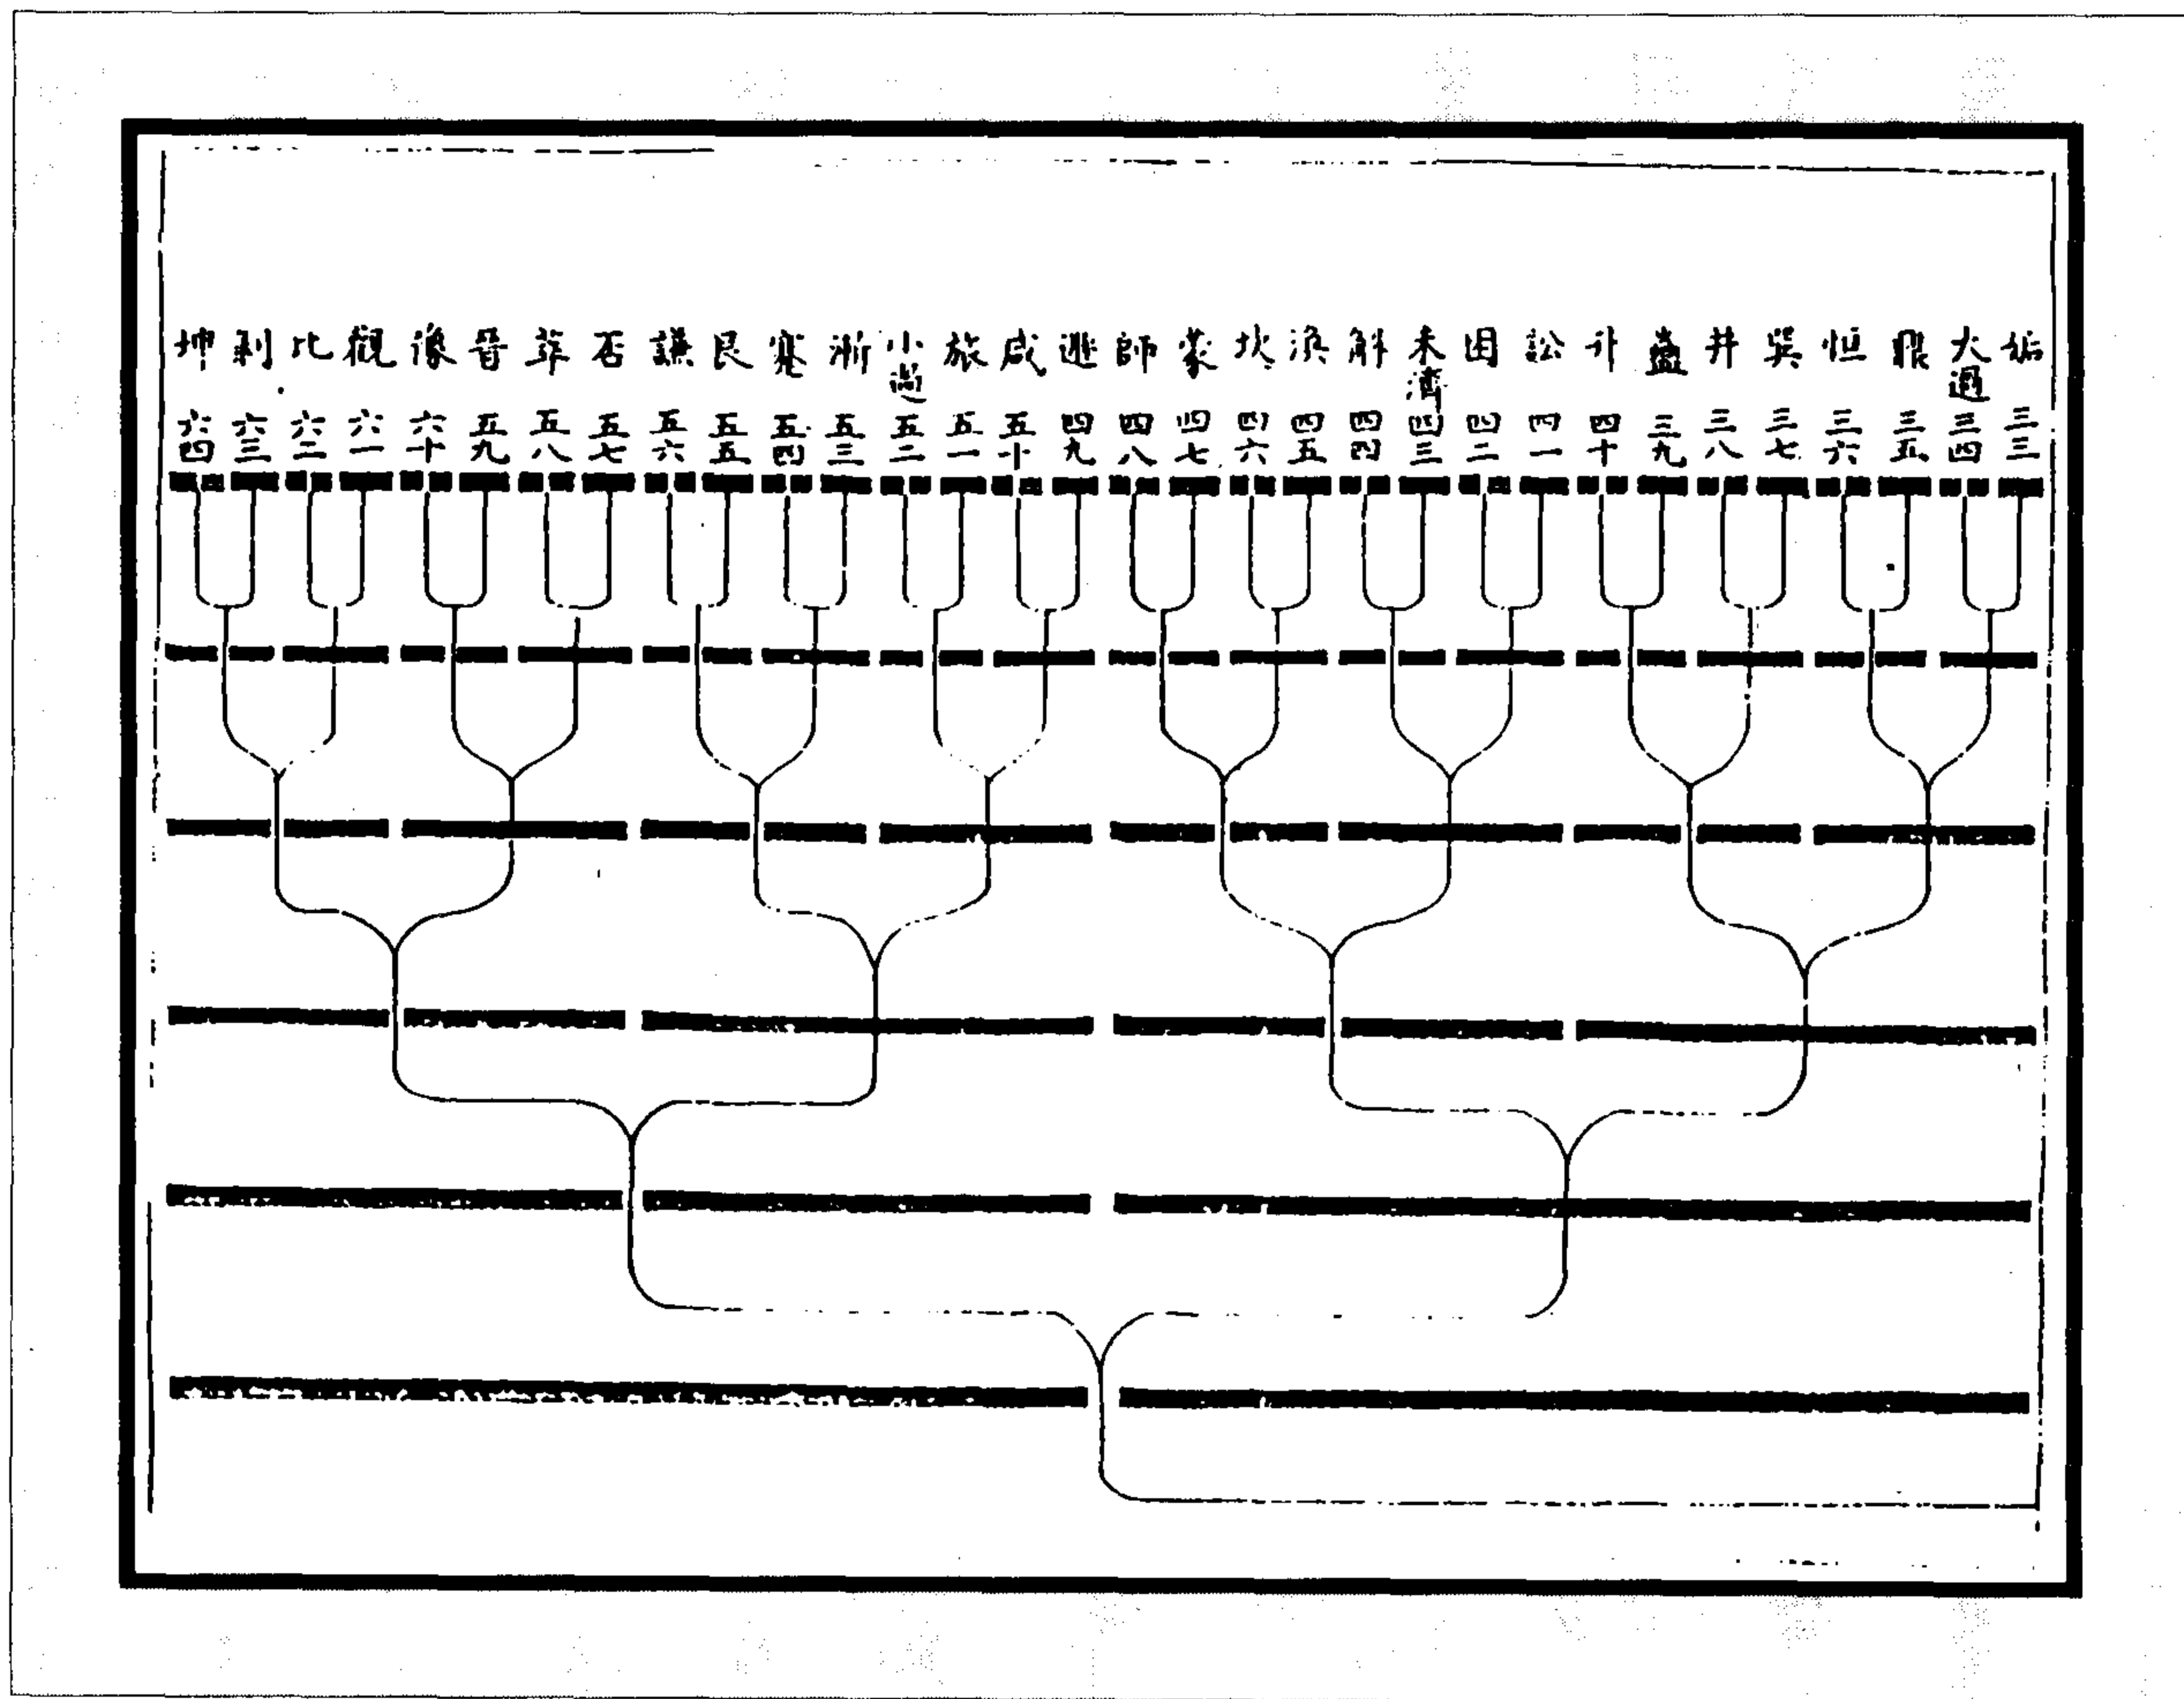 姤三三
大過三四
鼎三五
恒三六
巽三七
井三八
蠱三九
升四十
訟四一
困四二
未濟四三
解四四
渙四五
坎四六
蒙四七
師四八
遯四九
咸五十
旅五一
小過五二
漸五三
蹇五四
艮五五
謙五六
否五七
萃五八
晉五九
豫六十
觀六一
比六二
剝六三
坤六四